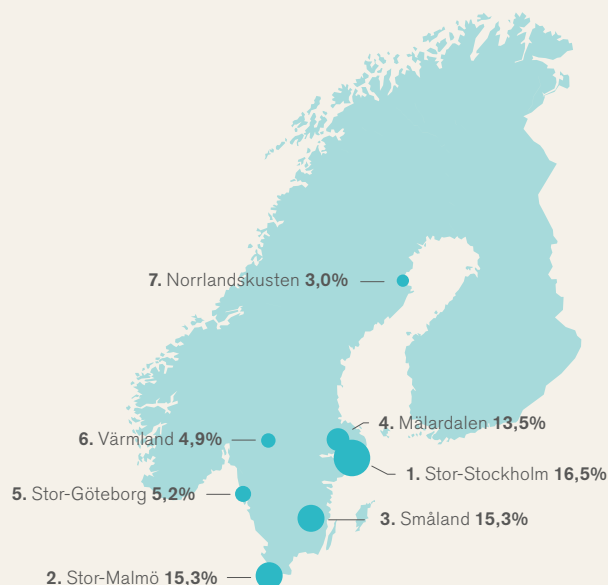 7. Norrlandskusten 3,0%
4. Mälardalen 13,5%
6. Värmland 4,9%
1. Stor-Stockholm 16,5%
5. Stor-Göteborg 5,2%
3. Småland 15,3%
2. Stor-Malmö 15,3%